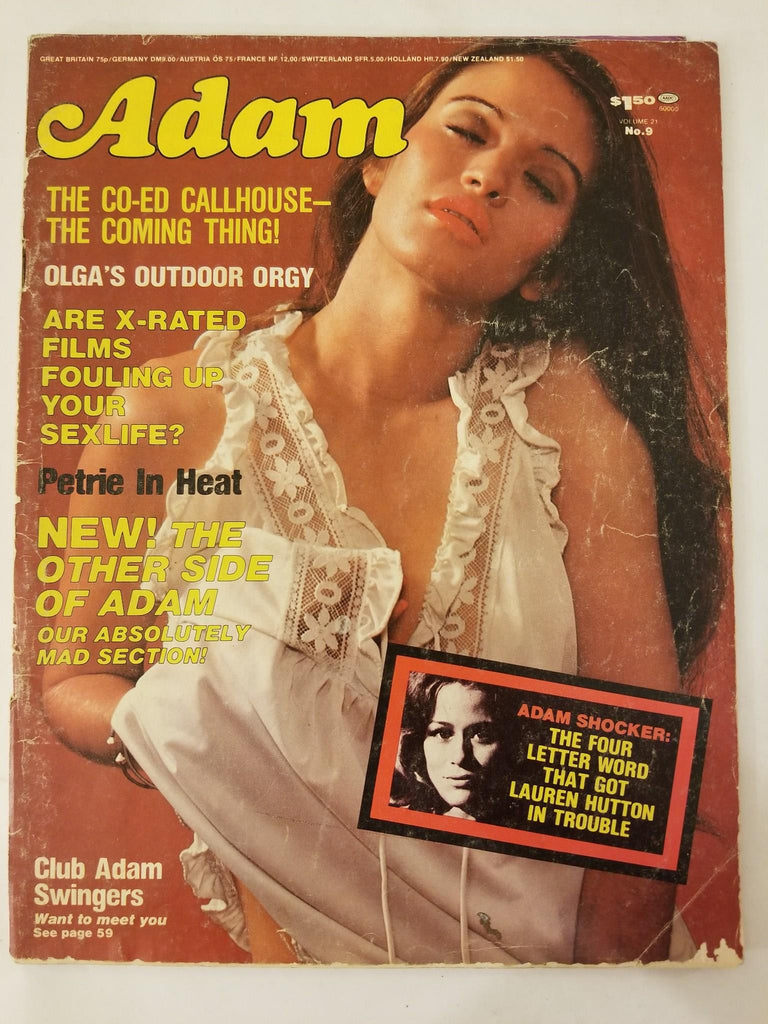 GREAT BRITAIN 75p/GERMANY DM9.00/AUSTRIA ÖS 75/FRANCE NF 12.00/SWITZERLAND SFR.5.00/HOLLAND Hfl.7.90/NEW ZEALAND $1.50
Adam
$1.50
VOLUME 21
No.9
THE CO-ED CALLHOUSE—
THE COMING THING!
OLGA'S OUTDOOR ORGY
ARE X-RATED
FILMS
FOULING UP
YOUR
SEXLIFE?
Petrie In Heat
NEW! THE
OTHER SIDE
OF ADAM
OUR ABSOLUTELY
MAD SECTION!
ADAM SHOCKER:
THE FOUR
LETTER WORD
THAT GOT
LAUREN HUTTON
IN TROUBLE
Club Adam
Swingers
Want to meet you
See page 59